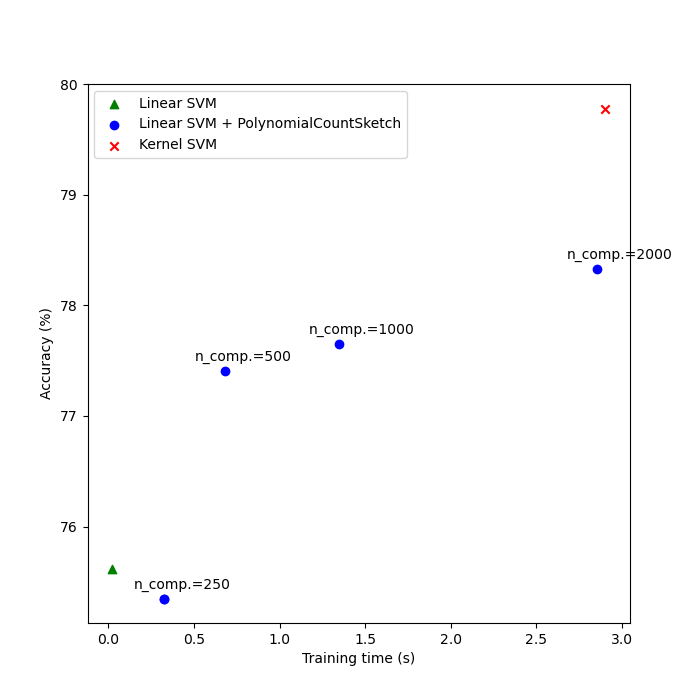 Linear SVM
Linear SVM + PolynomialCountSketch
Kernel SVM
80
79
78
77
76
Accuracy (%)
n_comp.=2000
n_comp.=1000
n_comp.=500
n_comp.=250
0.0 0.5 1.0 1.5 2.0 2.5 3.0
Training time (s)